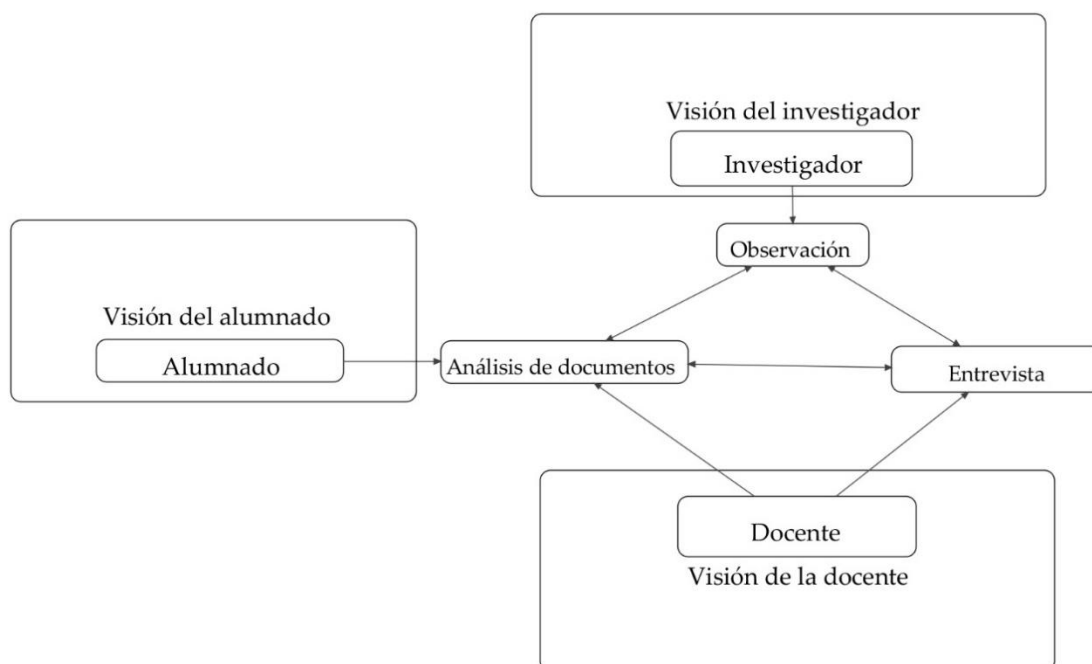 Visión del investigador
Investigador
Observación
Visión del alumnado
Alumnado
Análisis de documentos
Entrevista
Docente
Visión de la docente